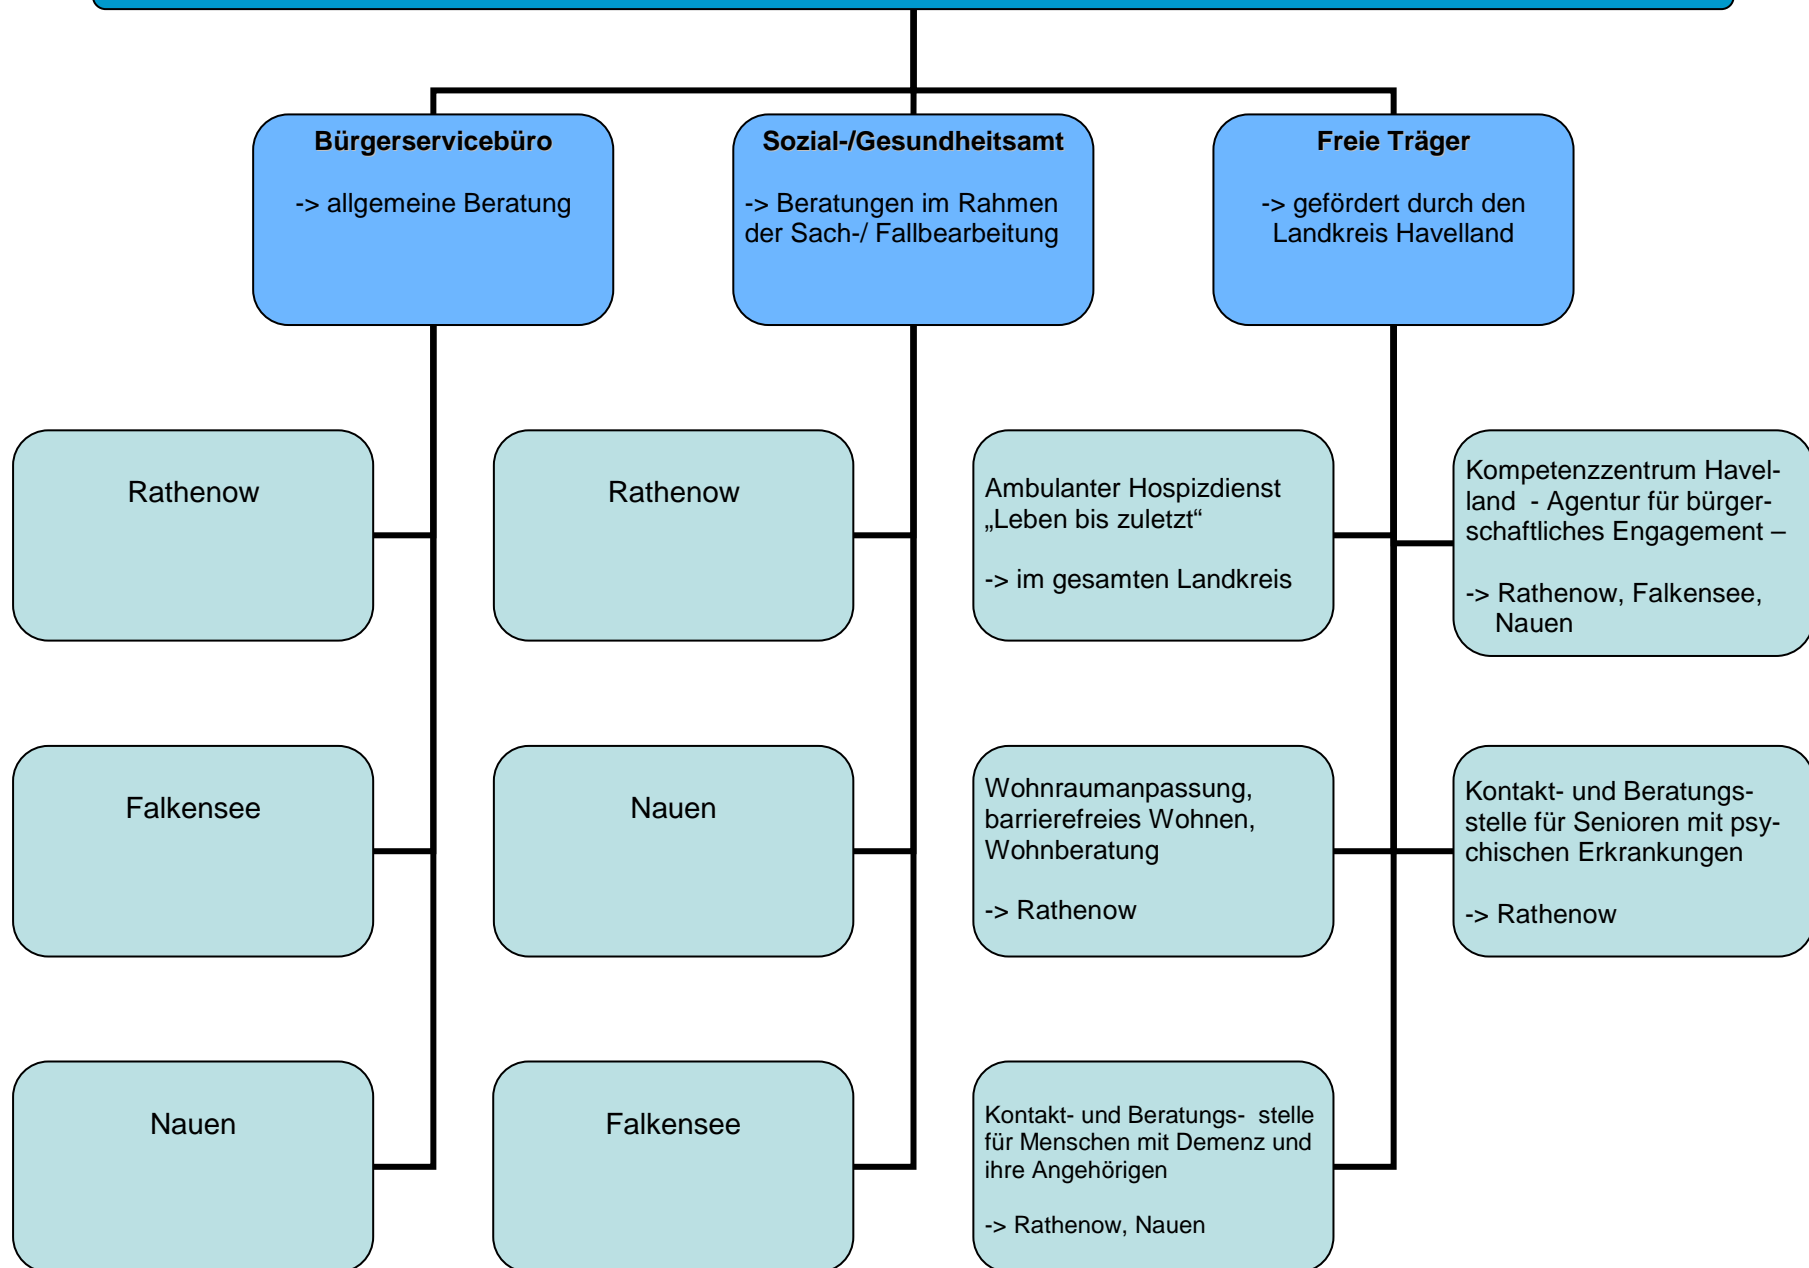 Bürgerservicebüro
-> allgemeine Beratung
Sozial-/Gesundheitsamt
-> Beratungen im Rahmen
der Sach-/ Fallbearbeitung
Freie Träger
-> gefördert durch den
Landkreis Havelland
Rathenow
Falkensee
Nauen
Rathenow
Nauen
Falkensee
Ambulanter Hospizdienst
„Leben bis zuletzt“
-> im gesamten Landkreis
Wohnraumanpassung,
barrierefreies Wohnen,
Wohnberatung
-> Rathenow
Kontakt- und Beratungs- stelle
für Menschen mit Demenz und
ihre Angehörigen
-> Rathenow, Nauen
Kompetenzzentrum Havel-
land - Agentur für bürger-
schaftliches Engagement –
-> Rathenow, Falkensee,
Nauen
Kontakt- und Beratungs-
stelle für Senioren mit psy-
chischen Erkrankungen
-> Rathenow